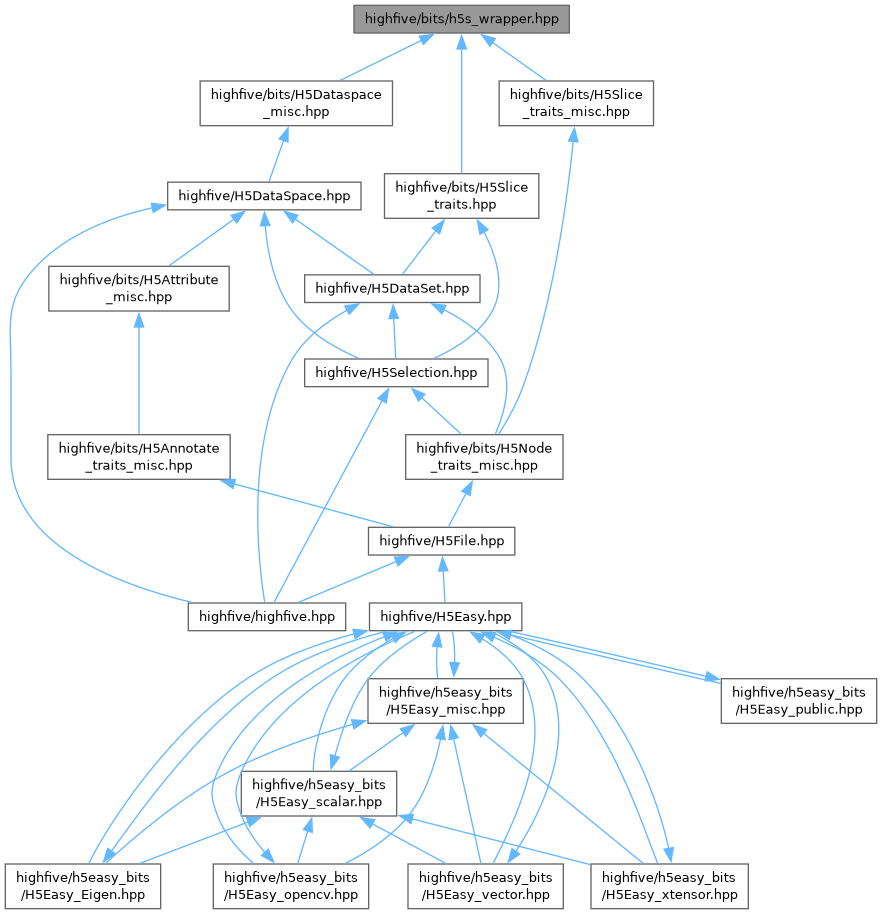 highfive/bits/h5s_wrapper.hpp
highfive/bits/H5Dataspace
_misc.hpp
highfive/bits/H5Slice
_traits_misc.hpp
highfive/H5DataSpace.hpp
highfive/bits/H5Slice
_traits.hpp
highfive/bits/H5Attribute
_misc.hpp
highfive/H5DataSet.hpp
highfive/H5Selection.hpp
highfive/bits/H5Annotate
_traits_misc.hpp
highfive/bits/H5Node
_traits_misc.hpp
highfive/H5File.hpp
highfive/highfive.hpp
highfive/H5Easy.hpp
highfive/h5easy_bits
/H5Easy_misc.hpp
highfive/h5easy_bits
/H5Easy_public.hpp
highfive/h5easy_bits
/H5Easy_scalar.hpp
highfive/h5easy_bits
/H5Easy_Eigen.hpp
highfive/h5easy_bits
/H5Easy_opencv.hpp
highfive/h5easy_bits
/H5Easy_vector.hpp
highfive/h5easy_bits
/H5Easy_xtensor.hpp